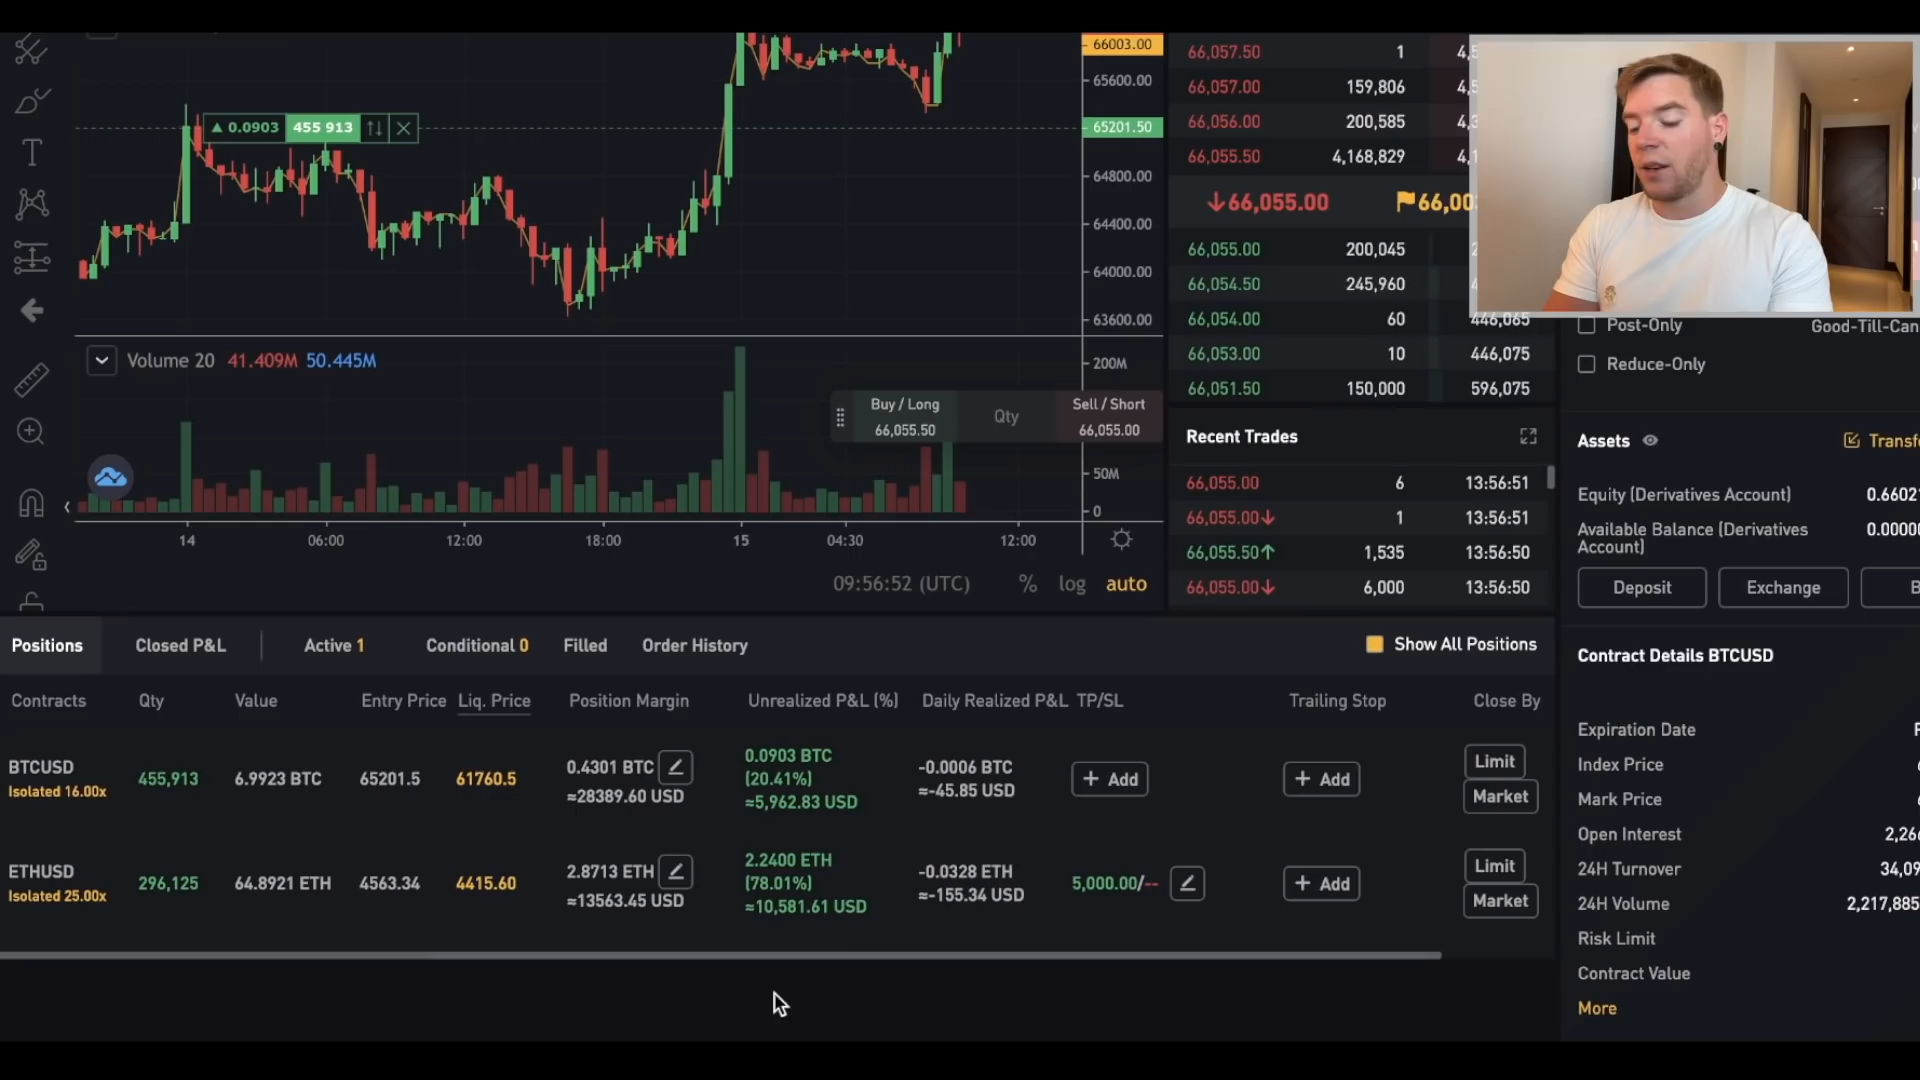 ▲ 0.0903 455 913
66003.00
65600.00
65201.50
64800.00
64400.00
64000.00
63600.00
Volume 20 41.409M 50.445M
200M
50M
0
Buy / Long
66,055.50
Qty
Sell / Short
66,055.00
14 06:00 12:00 18:00 15 04:30 12:00
09:56:52 (UTC) % log auto
66,057.50 1
66,057.00 159,806
66,056.00 200,585
66,055.50 4,168,829
↓66,055.00
66,055.00 200,045
66,054.50 245,960
66,054.00 60 446,065
66,053.00 10 446,075
66,051.50 150,000 596,075
Recent Trades
66,055.00 6 13:56:51
66,055.00↓ 1 13:56:51
66,055.50↑ 1,535 13:56:50
66,055.00↓ 6,000 13:56:50
Post-Only Good-Till-Can
Reduce-Only
Assets Transf
Equity (Derivatives Account) 0.6602
Available Balance (Derivatives
Account) 0.0000
Deposit Exchange B
Contract Details BTCUSD
Expiration Date
Index Price
Mark Price
Open Interest 2,26
24H Turnover 34,09
24H Volume 2,217,885
Risk Limit
Contract Value
More
Positions Closed P&L Active 1 Conditional 0 Filled Order History Show All Positions
Contracts Qty Value Entry Price Liq. Price Position Margin Unrealized P&L (%) Daily Realized P&L TP/SL Trailing Stop Close By
BTCUSD
Isolated 16.00x
455,913 6.9923 BTC 65201.5 61760.5
0.4301 BTC
≈28389.60 USD
0.0903 BTC
(20.41%)
≈5,962.83 USD
-0.0006 BTC
≈-45.85 USD
+ Add + Add
Limit
Market
ETHUSD
Isolated 25.00x
296,125 64.8921 ETH 4563.34 4415.60
2.8713 ETH
≈13563.45 USD
2.2400 ETH
(78.01%)
≈10,581.61 USD
-0.0328 ETH
≈-155.34 USD
5,000.00/-- + Add
Limit
Market